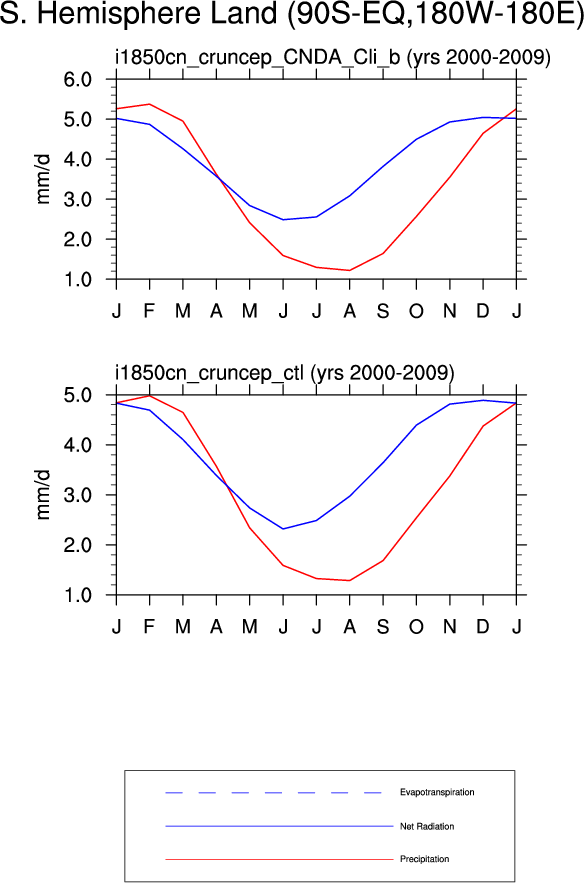 S. Hemisphere Land (90S-EQ,180W-180E)
i1850cn_cruncep_CNDA_Cli_b (yrs 2000-2009)
6.0
5.0
4.0
3.0
2.0
1.0
mm/d
J F M A M J J A S O N D J
i1850cn_cruncep_ctl (yrs 2000-2009)
5.0
4.0
3.0
2.0
1.0
mm/d
J F M A M J J A S O N D J
Evapotranspiration
Net Radiation
Precipitation